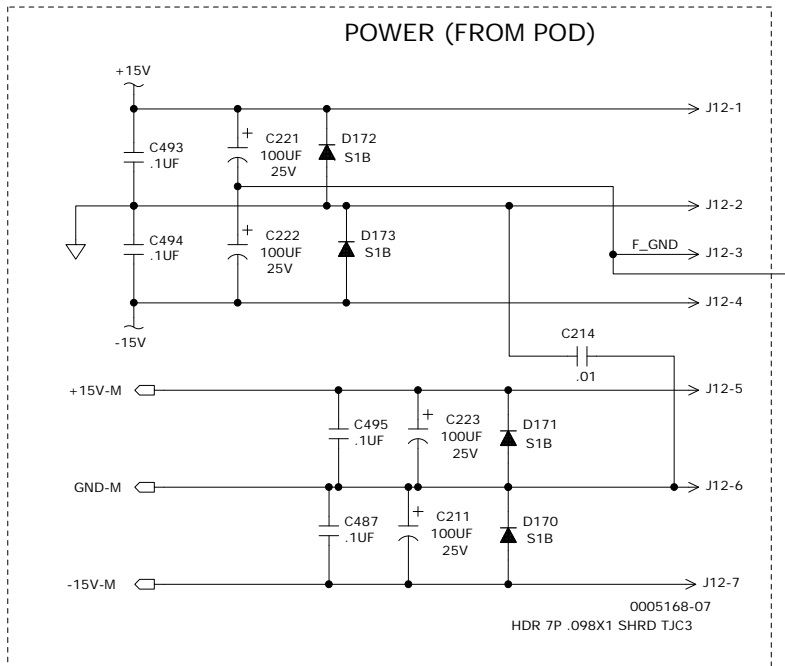 POWER (FROM POD)
+15V
J12-1
C493
.1UF
+
C221
100UF
25V
D172
S1B
J12-2
C494
.1UF
+
C222
100UF
25V
D173
S1B
F_GND
J12-3
J12-4
-15V
C214
.01
+15V-M
J12-5
C495
.1UF
+
C223
100UF
25V
D171
S1B
GND-M
J12-6
C487
.1UF
+
C211
100UF
25V
D170
S1B
-15V-M
J12-7
0005168-07
HDR 7P .098X1 SHRD TJC3